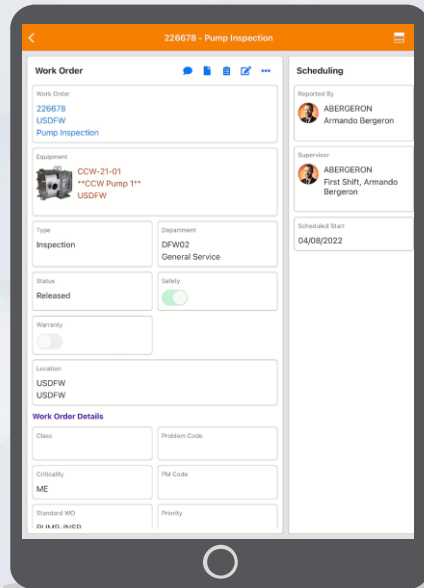 226678 - Pump Inspection
Work Order
Work Order
226678
USDFW
Pump Inspection
Equipment
CCW-21-01
**CCW Pump 1**
USDFW
Type
Inspection
Department
DFW02
General Service
Status
Released
Safety
Warranty
Location
USDFW
USDFW
Work Order Details
Class
Problem Code
Criticality
ME
PM Code
Standard WO
PUMP-INSP
Priority
Scheduling
Reported By
ABERGERON
Armando Bergeron
Supervisor
ABERGERON
First Shift, Armando
Bergeron
Scheduled Start
04/08/2022